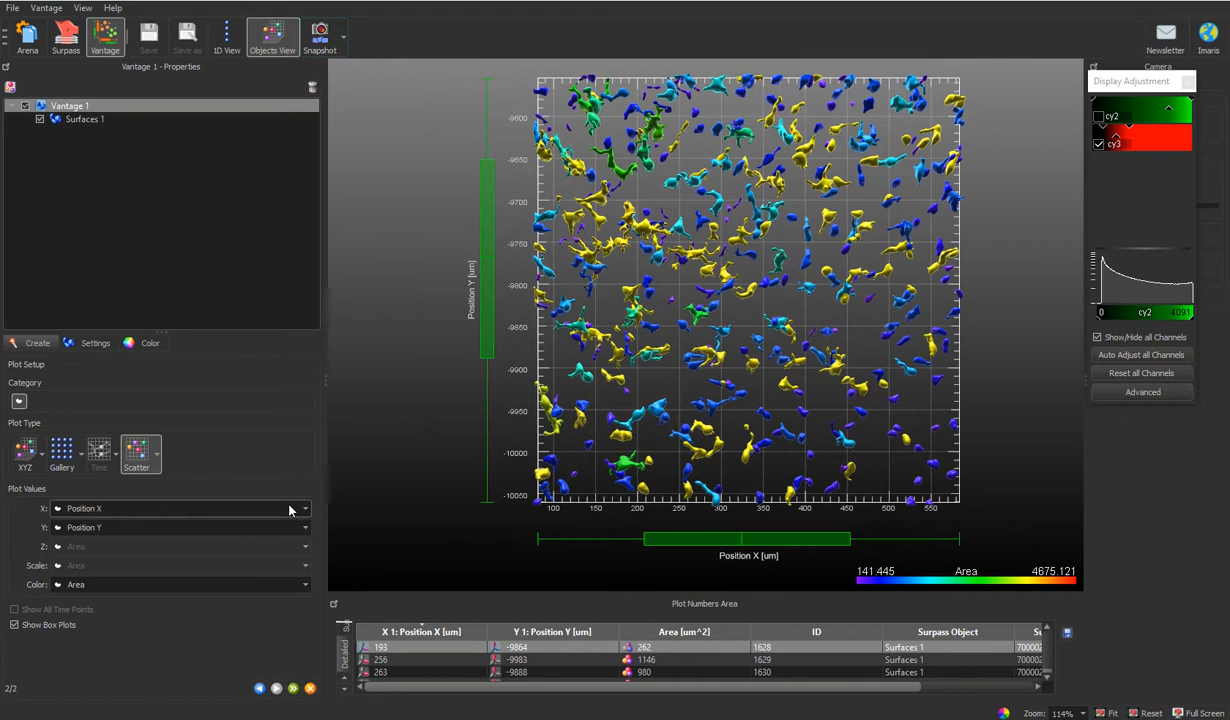 File Vantage View Help
Arena Surpass Vantage Save Save as 1D View Objects View Snapshot Newsletter Imaris
Vantage 1 - Properties
Vantage 1
Surfaces 1
Create Settings Color
Plot Setup
Category
Plot Type
XYZ Gallery Time Scatter
Plot Values
X: Position X
Y: Position Y
Z: Area
Scale: Area
Color: Area
Show All Time Points
Show Box Plots
2/2
-9600
-9650
-9700
-9750
-9800
-9850
-9900
-9950
-10000
-10050
Position Y [um]
100 150 200 250 300 350 400 450 500 550
Position X [um]
141.445 Area 4675.121
Camera
Display Adjustment
cy2
cy3
0 cy2 4091
Show/Hide all Channels
Auto Adjust all Channels
Reset all Channels
Advanced
Plot Numbers Area
Detailed
X 1: Position X [um] Y 1: Position Y [um] Area [um^2] ID Surpass Object
193 -9864 262 1628 Surfaces 1 700002
256 -9983 1146 1629 Surfaces 1 700002
263 -9888 980 1630 Surfaces 1 700002
Zoom: 114% Fit Reset Full Screen